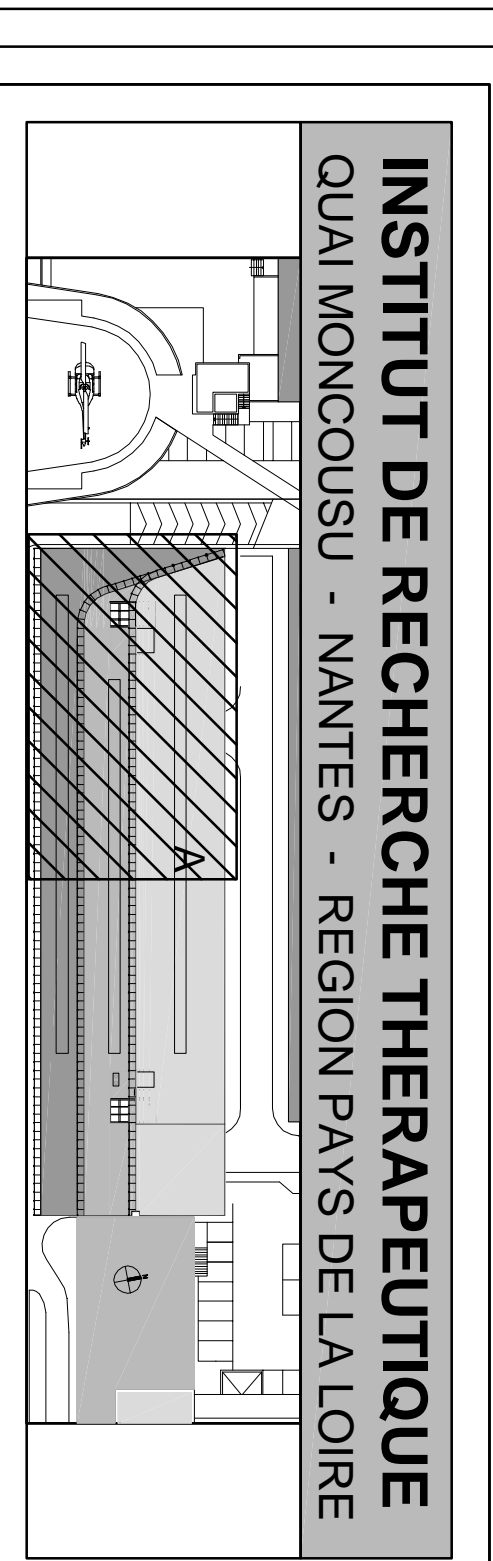 INSTITUT DE RECHERCHE THERAPEUTIQUE
QUAI MONCOUSU - NANTES - REGION PAYS DE LA LOIRE
A